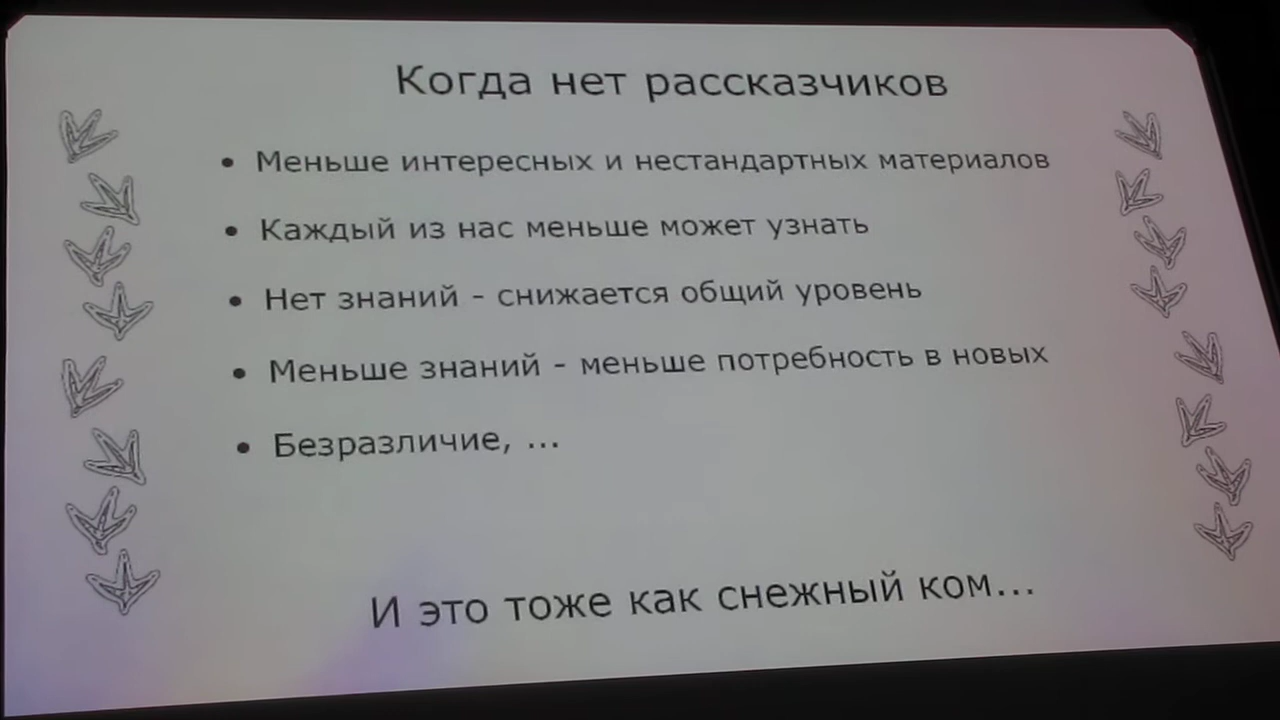 Когда нет рассказчиков
• Меньше интересных и нестандартных материалов
• Каждый из нас меньше может узнать
• Нет знаний - снижается общий уровень
• Меньше знаний - меньше потребность в новых
• Безразличие, ...
И это тоже как снежный ком...